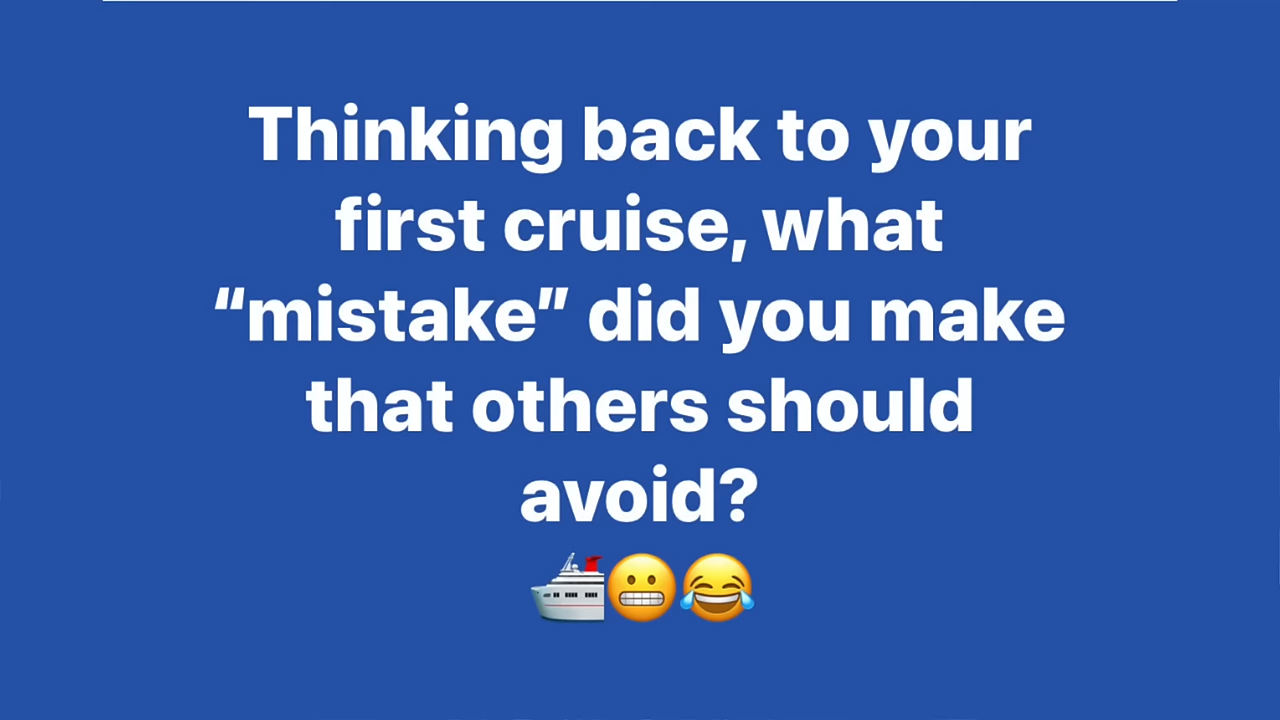 Thinking back to your
first cruise, what
“mistake” did you make
that others should
avoid?
🛳️😬😂